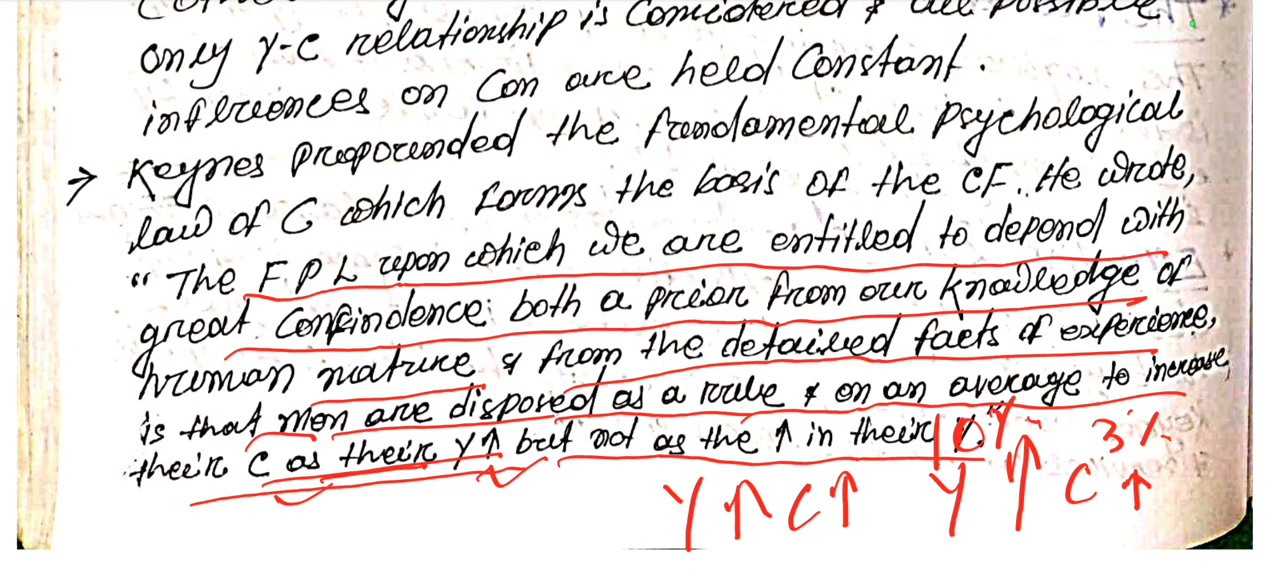 only Y-C relationship is Considered & all possible
influences on Con are held Constant.
→ Keynes propounded the fundamental psychological
law of C which forms the basis of the CF. He wrote,
"The F P L upon which we are entitled to depend with
great Confindence both a prior from our knowledge of
human nature & from the detailed facts of experience,
is that men are disposed as a rule & on an average to increase
their C as their Y↑ but not as the ↑ in their Y."
3%
Y↑ C↑ Y↑ C↑